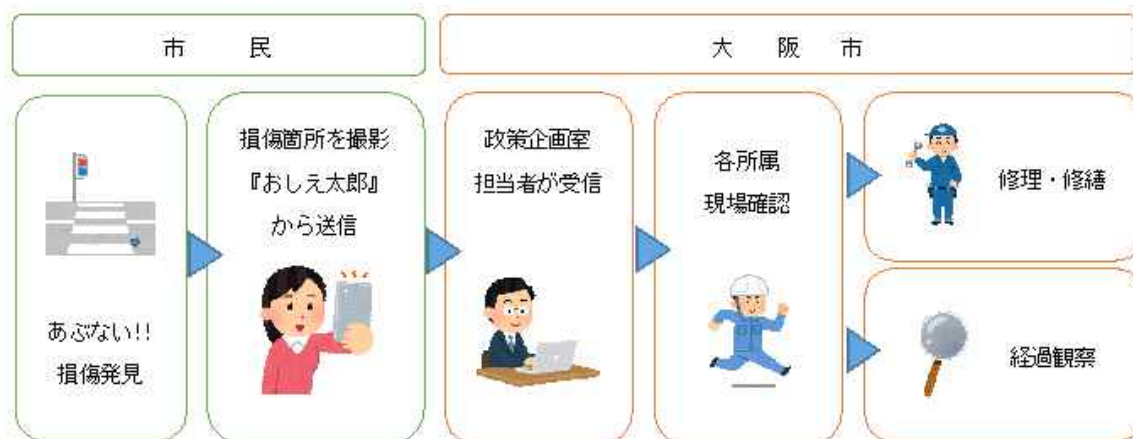 市民
大阪市
あぶない!!
損傷発見
損傷箇所を撮影
『おしえ太郎』
から送信
政策企画室
担当者が受信
各所属
現場確認
修理・修繕
経過観察